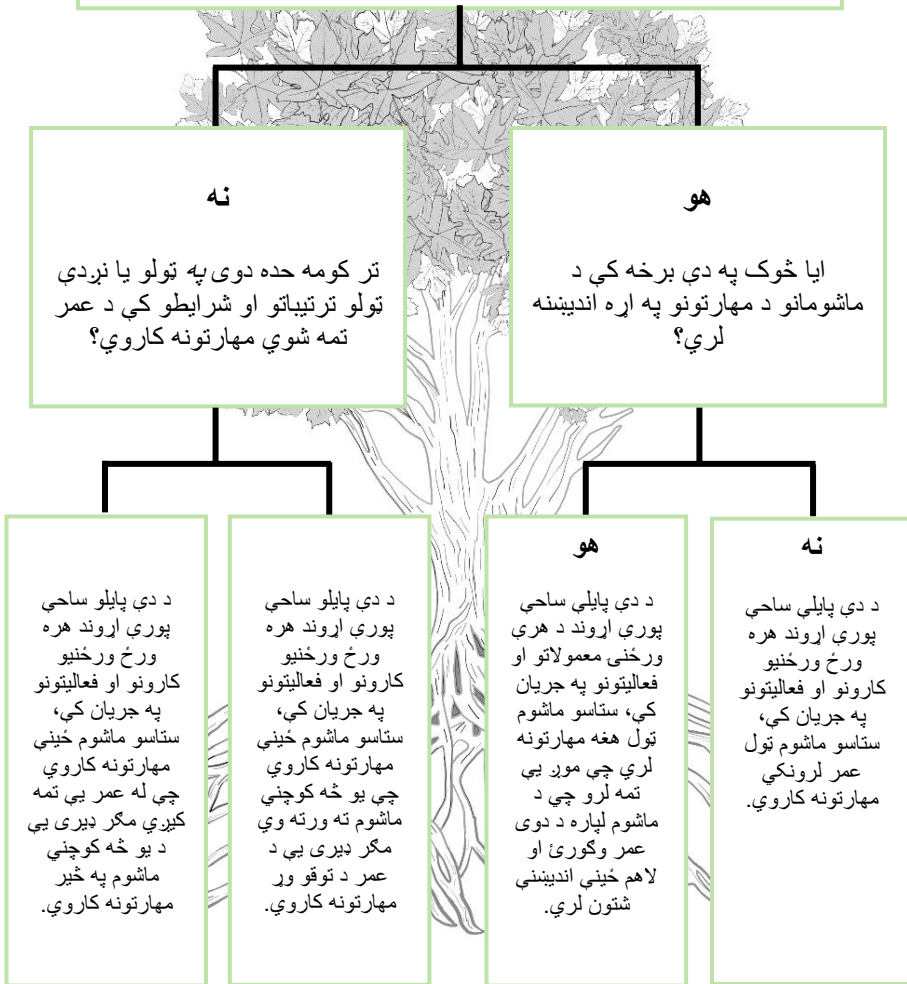 هو
ایا څوک په دې برخه کې د
ماشومانو د مهارتونو په اړه اندیښنه
لري؟
نه
تر کومه حده دوی په ټولو یا نږدې
ټولو ترتیباتو او شرایطو کې د عمر
تمه شوي مهارتونه کاروي؟
نه
د دې پایلې ساحې
پورې اړوند هره
ورځ ورځنیو
کارونو او فعالیتونو
په جریان کې،
ستاسو ماشوم ټول
عمر لرونکي
مهارتونه کاروي.
هو
د دې پایلې ساحې
پورې اړوند د هرې
ورځنی معمولاتو او
فعالیتونو په جریان
کې، ستاسو ماشوم
ټول هغه مهارتونه
لري چې موږ یې
تمه لرو چې د
ماشوم لپاره د دوی
عمر وګورئ او
لاهم ځینې اندیښنې
شتون لري.
د دې پایلو ساحې
پورې اړوند هره
ورځ ورځنیو
کارونو او فعالیتونو
په جریان کې،
ستاسو ماشوم ځینې
مهارتونه کاروي
چې یو څه کوچني
ماشوم ته ورته وي
مګر ډیری یې د
عمر د توقو وړ
مهارتونه کاروي.
د دې پایلو ساحې
پورې اړوند هره
ورځ ورځنیو
کارونو او فعالیتونو
په جریان کې،
ستاسو ماشوم ځینې
مهارتونه کاروي
چې له عمر یې تمه
کیږي مګر ډیری یې
د یو څه کوچني
ماشوم په څیر
مهارتونه کاروي.